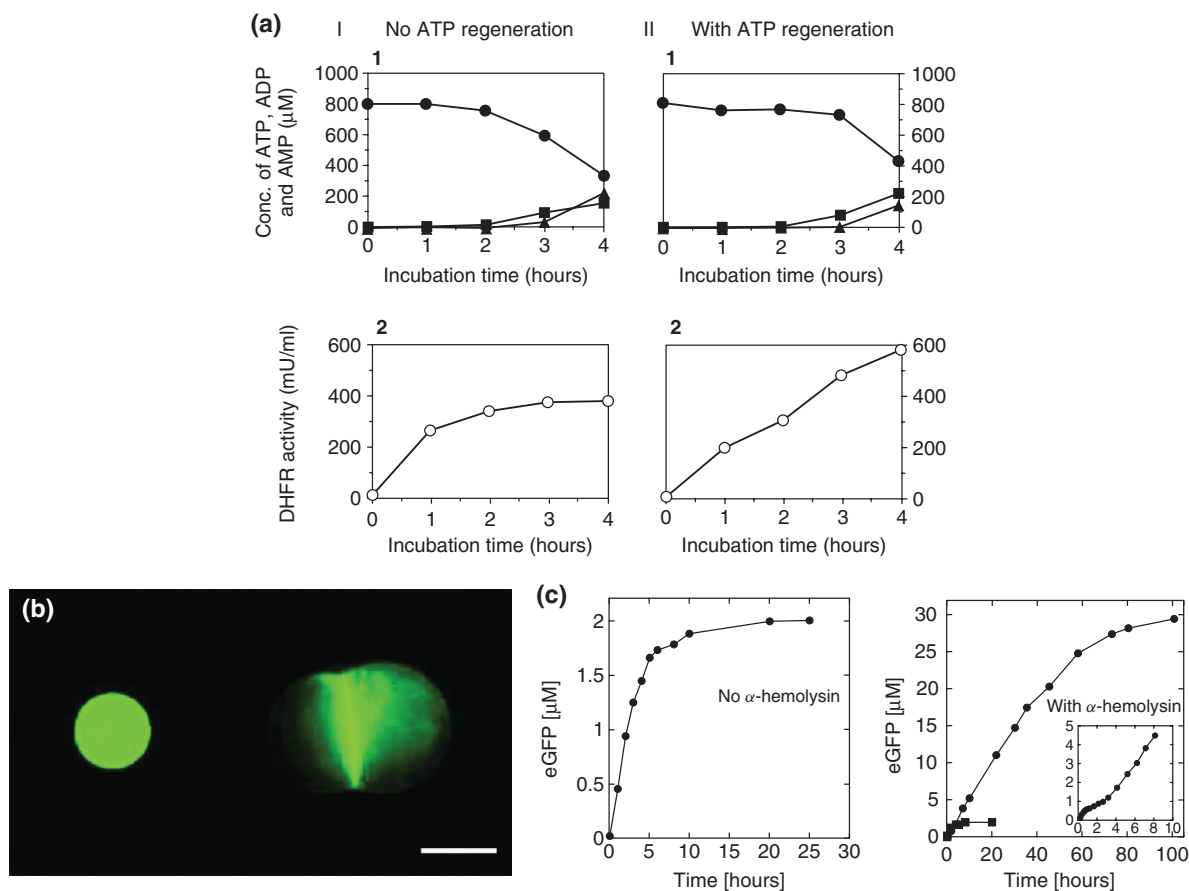 (a) I No ATP regeneration II With ATP regeneration
1
1
Conc. of ATP, ADP
and AMP (μM)
1000
800
600
400
200
0
0 1 2 3 4
Incubation time (hours)
1000
800
600
400
200
0
0 1 2 3 4
Incubation time (hours)
2
DHFR activity (mU/ml)
600
400
200
0
0 1 2 3 4
Incubation time (hours)
2
600
400
200
0
0 1 2 3 4
Incubation time (hours)
(b)
(c)
eGFP [μM]
2
1.5
1
0.5
0
No α-hemolysin
0 5 10 15 20 25 30
Time [hours]
eGFP [μM]
30
25
20
15
10
5
0
With α-hemolysin
5
4
3
2
1
0
0 2 4 6 8 10
0 20 40 60 80 100
Time [hours]